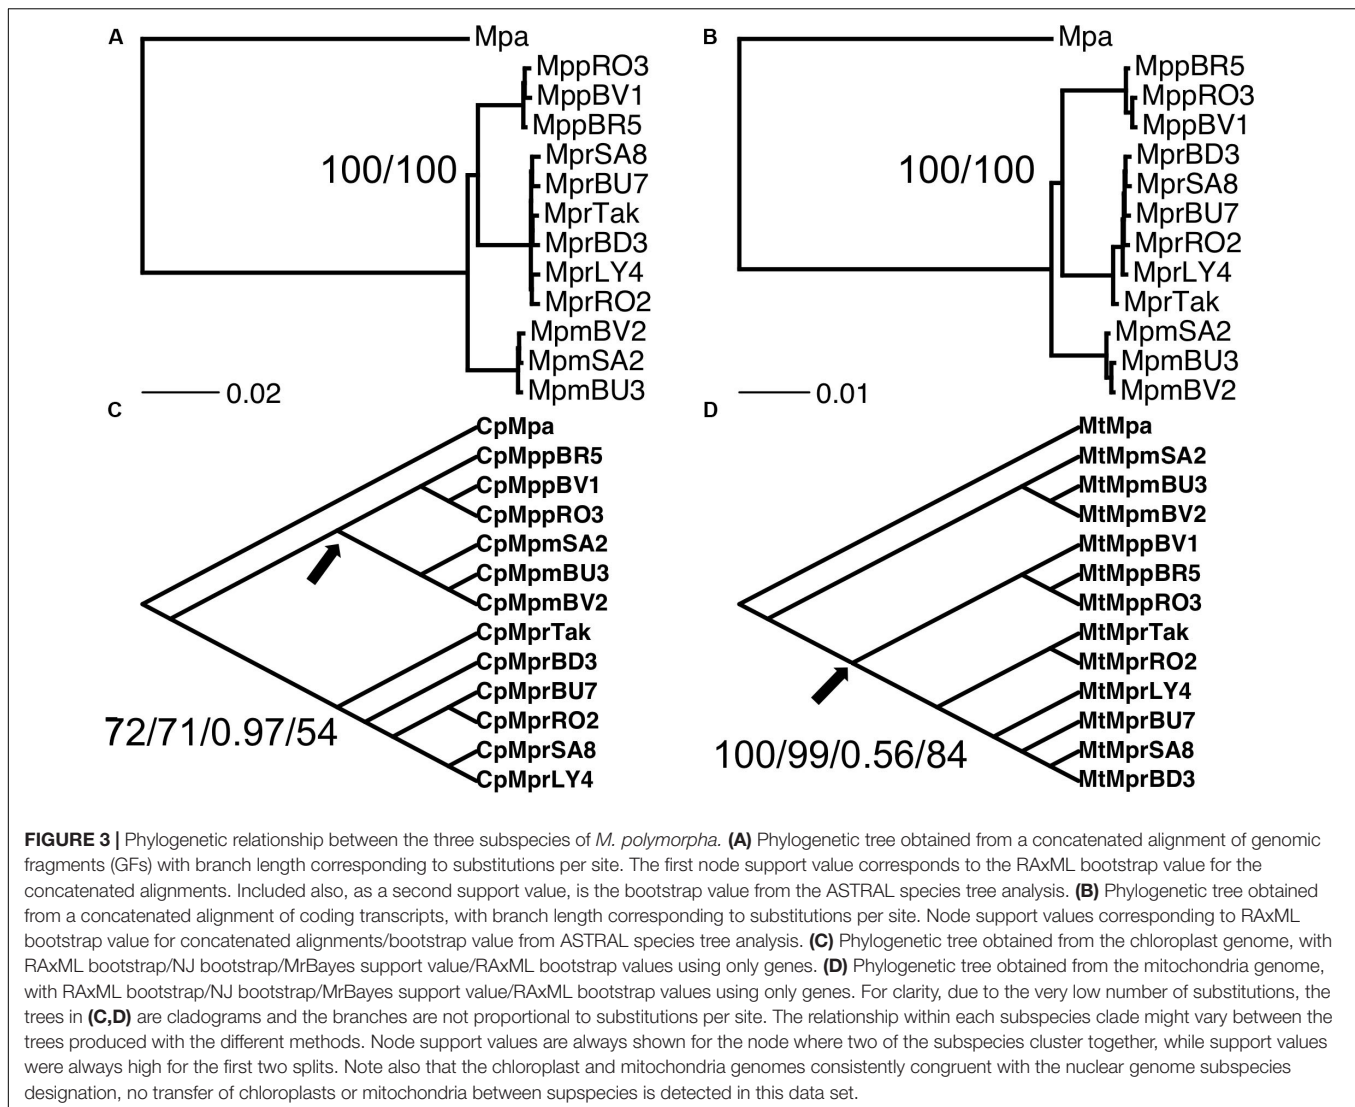 A
Mpa
MppRO3
MppBV1
MppBR5
100/100
MprSA8
MprBU7
MprTak
MprBD3
MprLY4
MprRO2
MpmBV2
MpmSA2
MpmBU3
0.02
B
Mpa
MppBR5
MppRO3
MppBV1
100/100
MprBD3
MprSA8
MprBU7
MprRO2
MprLY4
MprTak
MpmSA2
MpmBU3
MpmBV2
0.01
C
CpMpa
CpMppBR5
CpMppBV1
CpMppRO3
CpMpmSA2
CpMpmBU3
CpMpmBV2
CpMprTak
CpMprBD3
CpMprBU7
CpMprRO2
CpMprSA8
CpMprLY4
72/71/0.97/54
D
MtMpa
MtMpmSA2
MtMpmBU3
MtMpmBV2
MtMppBV1
MtMppBR5
MtMppRO3
MtMprTak
MtMprRO2
MtMprLY4
MtMprBU7
MtMprSA8
MtMprBD3
100/99/0.56/84
FIGURE 3 | Phylogenetic relationship between the three subspecies of M. polymorpha. (A) Phylogenetic tree obtained from a concatenated alignment of genomic
fragments (GFs) with branch length corresponding to substitutions per site. The first node support value corresponds to the RAxML bootstrap value for the
concatenated alignments. Included also, as a second support value, is the bootstrap value from the ASTRAL species tree analysis. (B) Phylogenetic tree obtained
from a concatenated alignment of coding transcripts, with branch length corresponding to substitutions per site. Node support values corresponding to RAxML
bootstrap value for concatenated alignments/bootstrap value from ASTRAL species tree analysis. (C) Phylogenetic tree obtained from the chloroplast genome, with
RAxML bootstrap/NJ bootstrap/MrBayes support value/RAxML bootstrap values using only genes. (D) Phylogenetic tree obtained from the mitochondria genome,
with RAxML bootstrap/NJ bootstrap/MrBayes support value/RAxML bootstrap values using only genes. For clarity, due to the very low number of substitutions, the
trees in (C,D) are cladograms and the branches are not proportional to substitutions per site. The relationship within each subspecies clade might vary between the
trees produced with the different methods. Node support values are always shown for the node where two of the subspecies cluster together, while support values
were always high for the first two splits. Note also that the chloroplast and mitochondria genomes consistently congruent with the nuclear genome subspecies
designation, no transfer of chloroplasts or mitochondria between supspecies is detected in this data set.